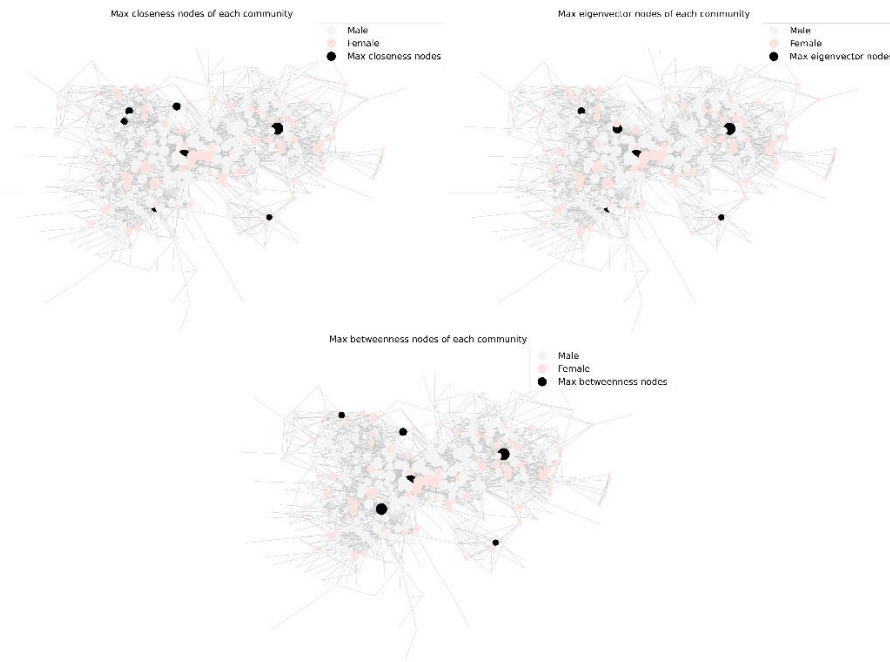 Max closeness nodes of each community
Male
Female
Max closeness nodes
Max eigenvector nodes of each community
Male
Female
Max eigenvector nodes
Max betweenness nodes of each community
Male
Female
Max betweenness nodes